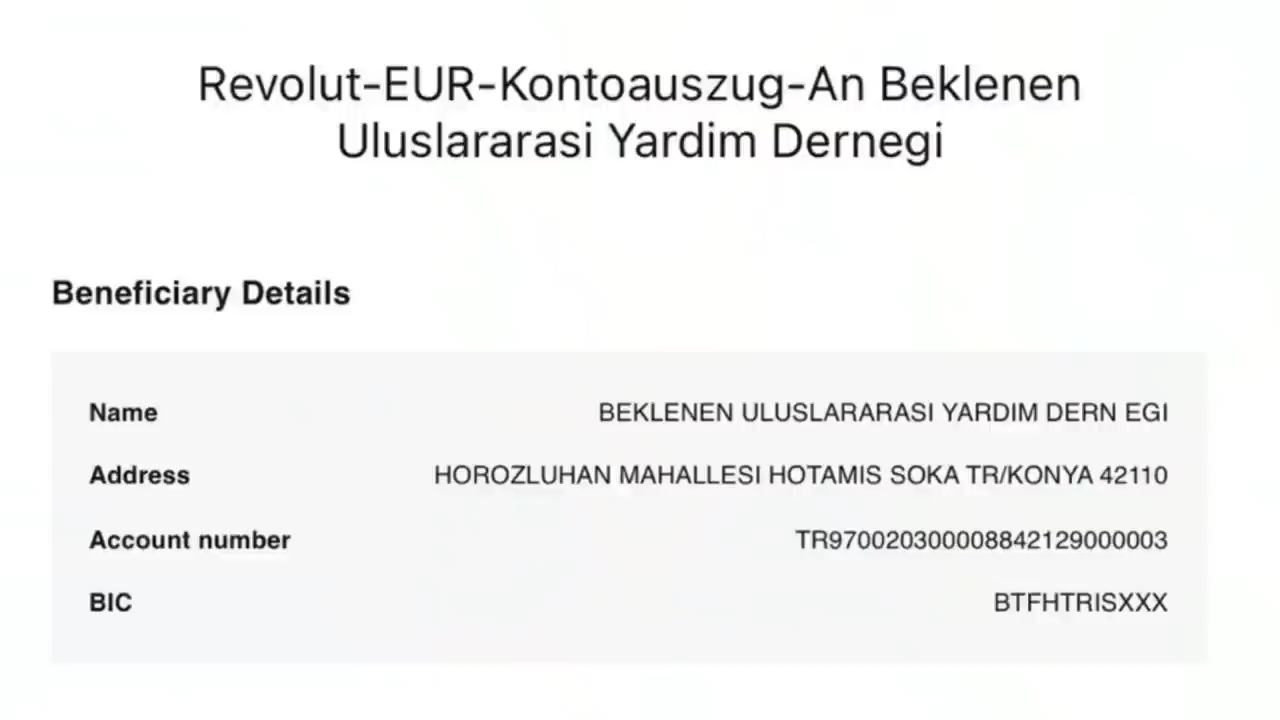 Revolut-EUR-Kontoauszug-An Beklenen
Uluslararasi Yardim Dernegi
Beneficiary Details
Name BEKLENEN ULUSLARARASI YARDIM DERN EGI
Address HOROZLUHAN MAHALLESI HOTAMIS SOKA TR/KONYA 42110
Account number TR970020300008842129000003
BIC BTFHTRISXXX